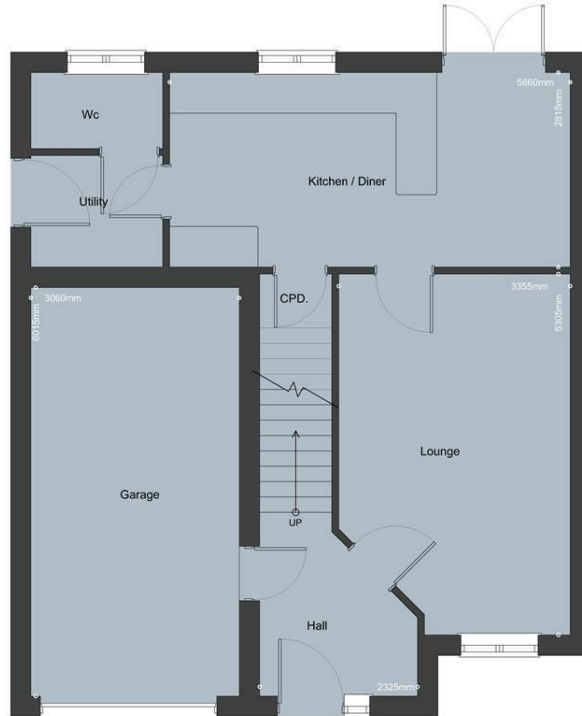 5860mm
2815mm
Wc
Kitchen / Diner
Utility
CPD.
3060mm
6015mm
3355mm
5305mm
Lounge
Garage
UP
Hall
2325mm